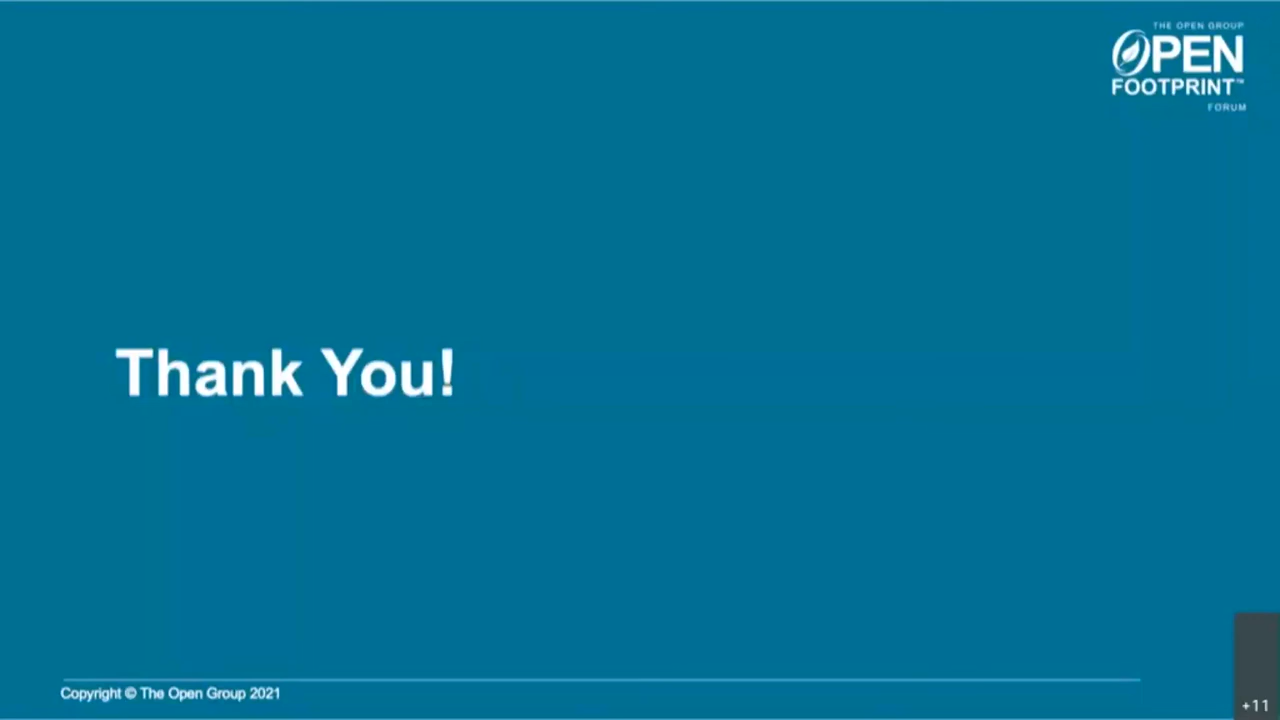 THE OPEN GROUP
OPEN
FOOTPRINT™
FORUM
Thank You!
Copyright © The Open Group 2021
+11